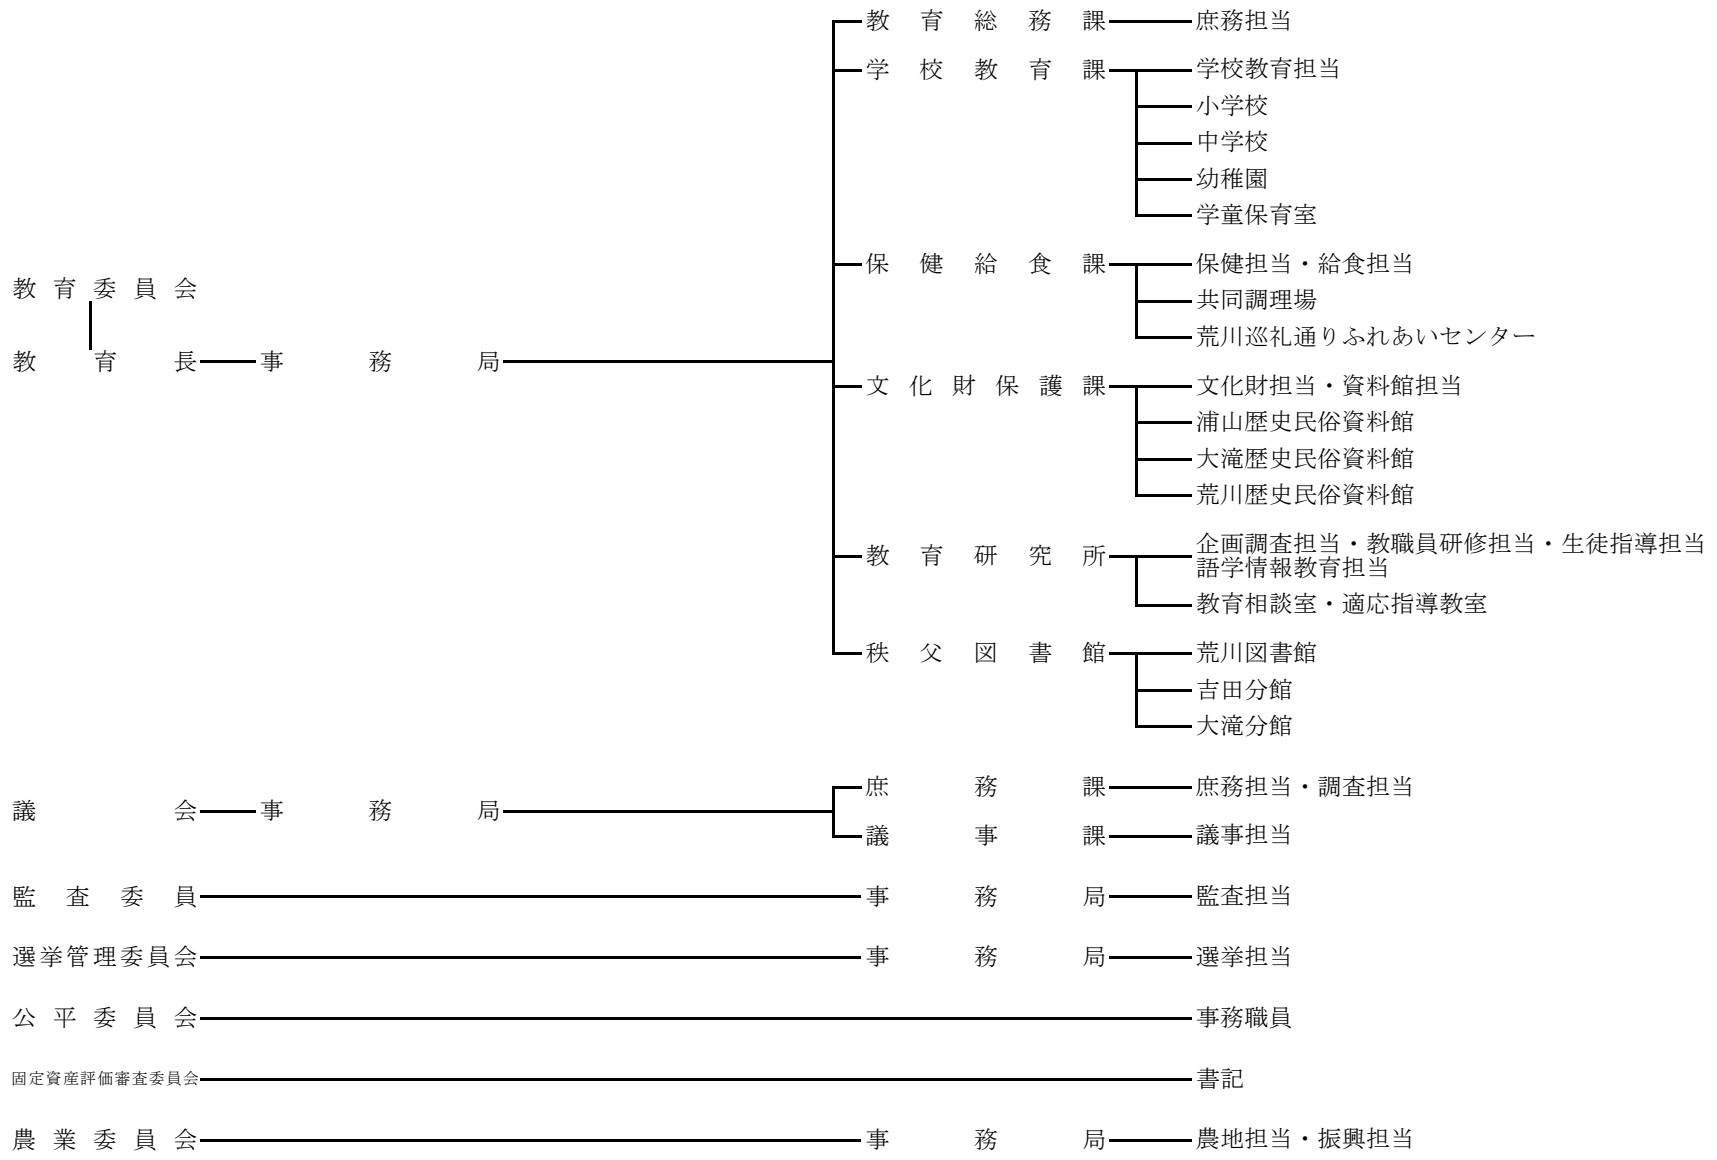 教育総務課 庶務担当
学校教育課 学校教育担当
小学校
中学校
幼稚園
学童保育室
保健給食課 保健担当・給食担当
共同調理場
荒川巡礼通りふれあいセンター
教育委員会
教育長 事務局
文化財保護課 文化財担当・資料館担当
浦山歴史民俗資料館
大滝歴史民俗資料館
荒川歴史民俗資料館
教育研究所 企画調査担当・教職員研修担当・生徒指導担当
語学情報教育担当
教育相談室・適応指導教室
秩父図書館 荒川図書館
吉田分館
大滝分館
議会 事務局
庶務課 庶務担当・調査担当
議事課 議事担当
監査委員 事務局 監査担当
選挙管理委員会 事務局 選挙担当
公平委員会 事務職員
固定資産評価審査委員会 書記
農業委員会 事務局 農地担当・振興担当